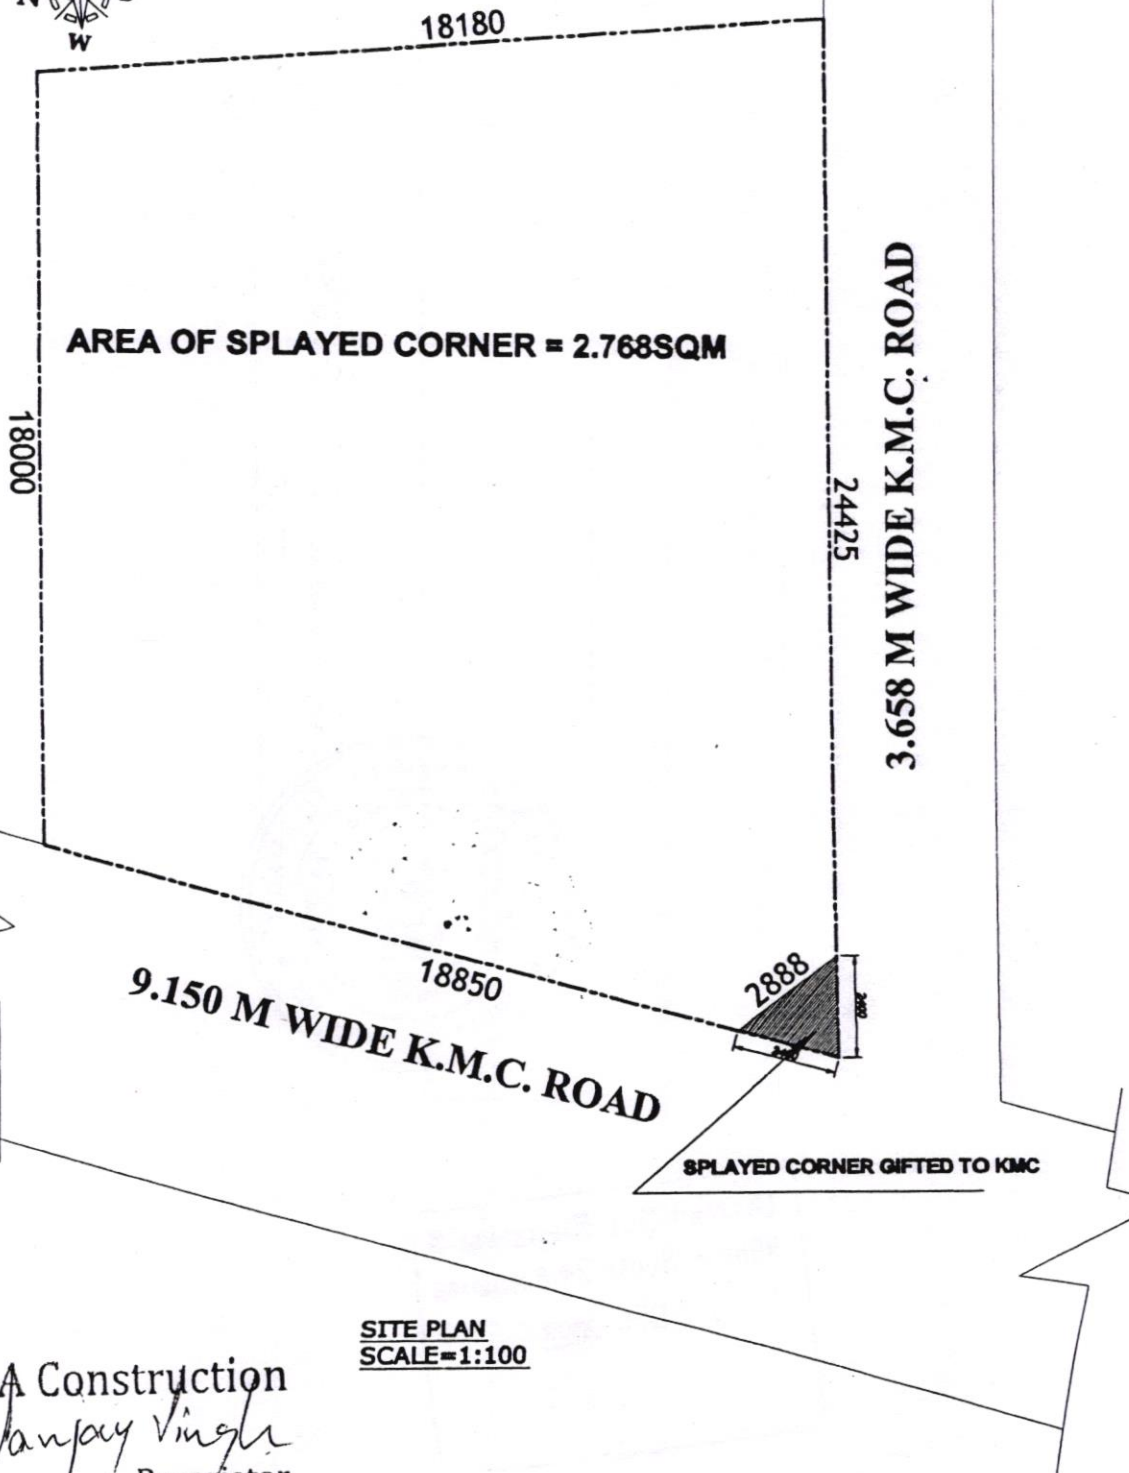 N
W
18180
AREA OF SPLAYED CORNER = 2.768SQM
18000
24425
3.658 M WIDE K.M.C. ROAD
2888
18850
9.150 M WIDE K.M.C. ROAD
SPLAYED CORNER GIFTED TO KMC
SITE PLAN
SCALE=1:100
A Construction